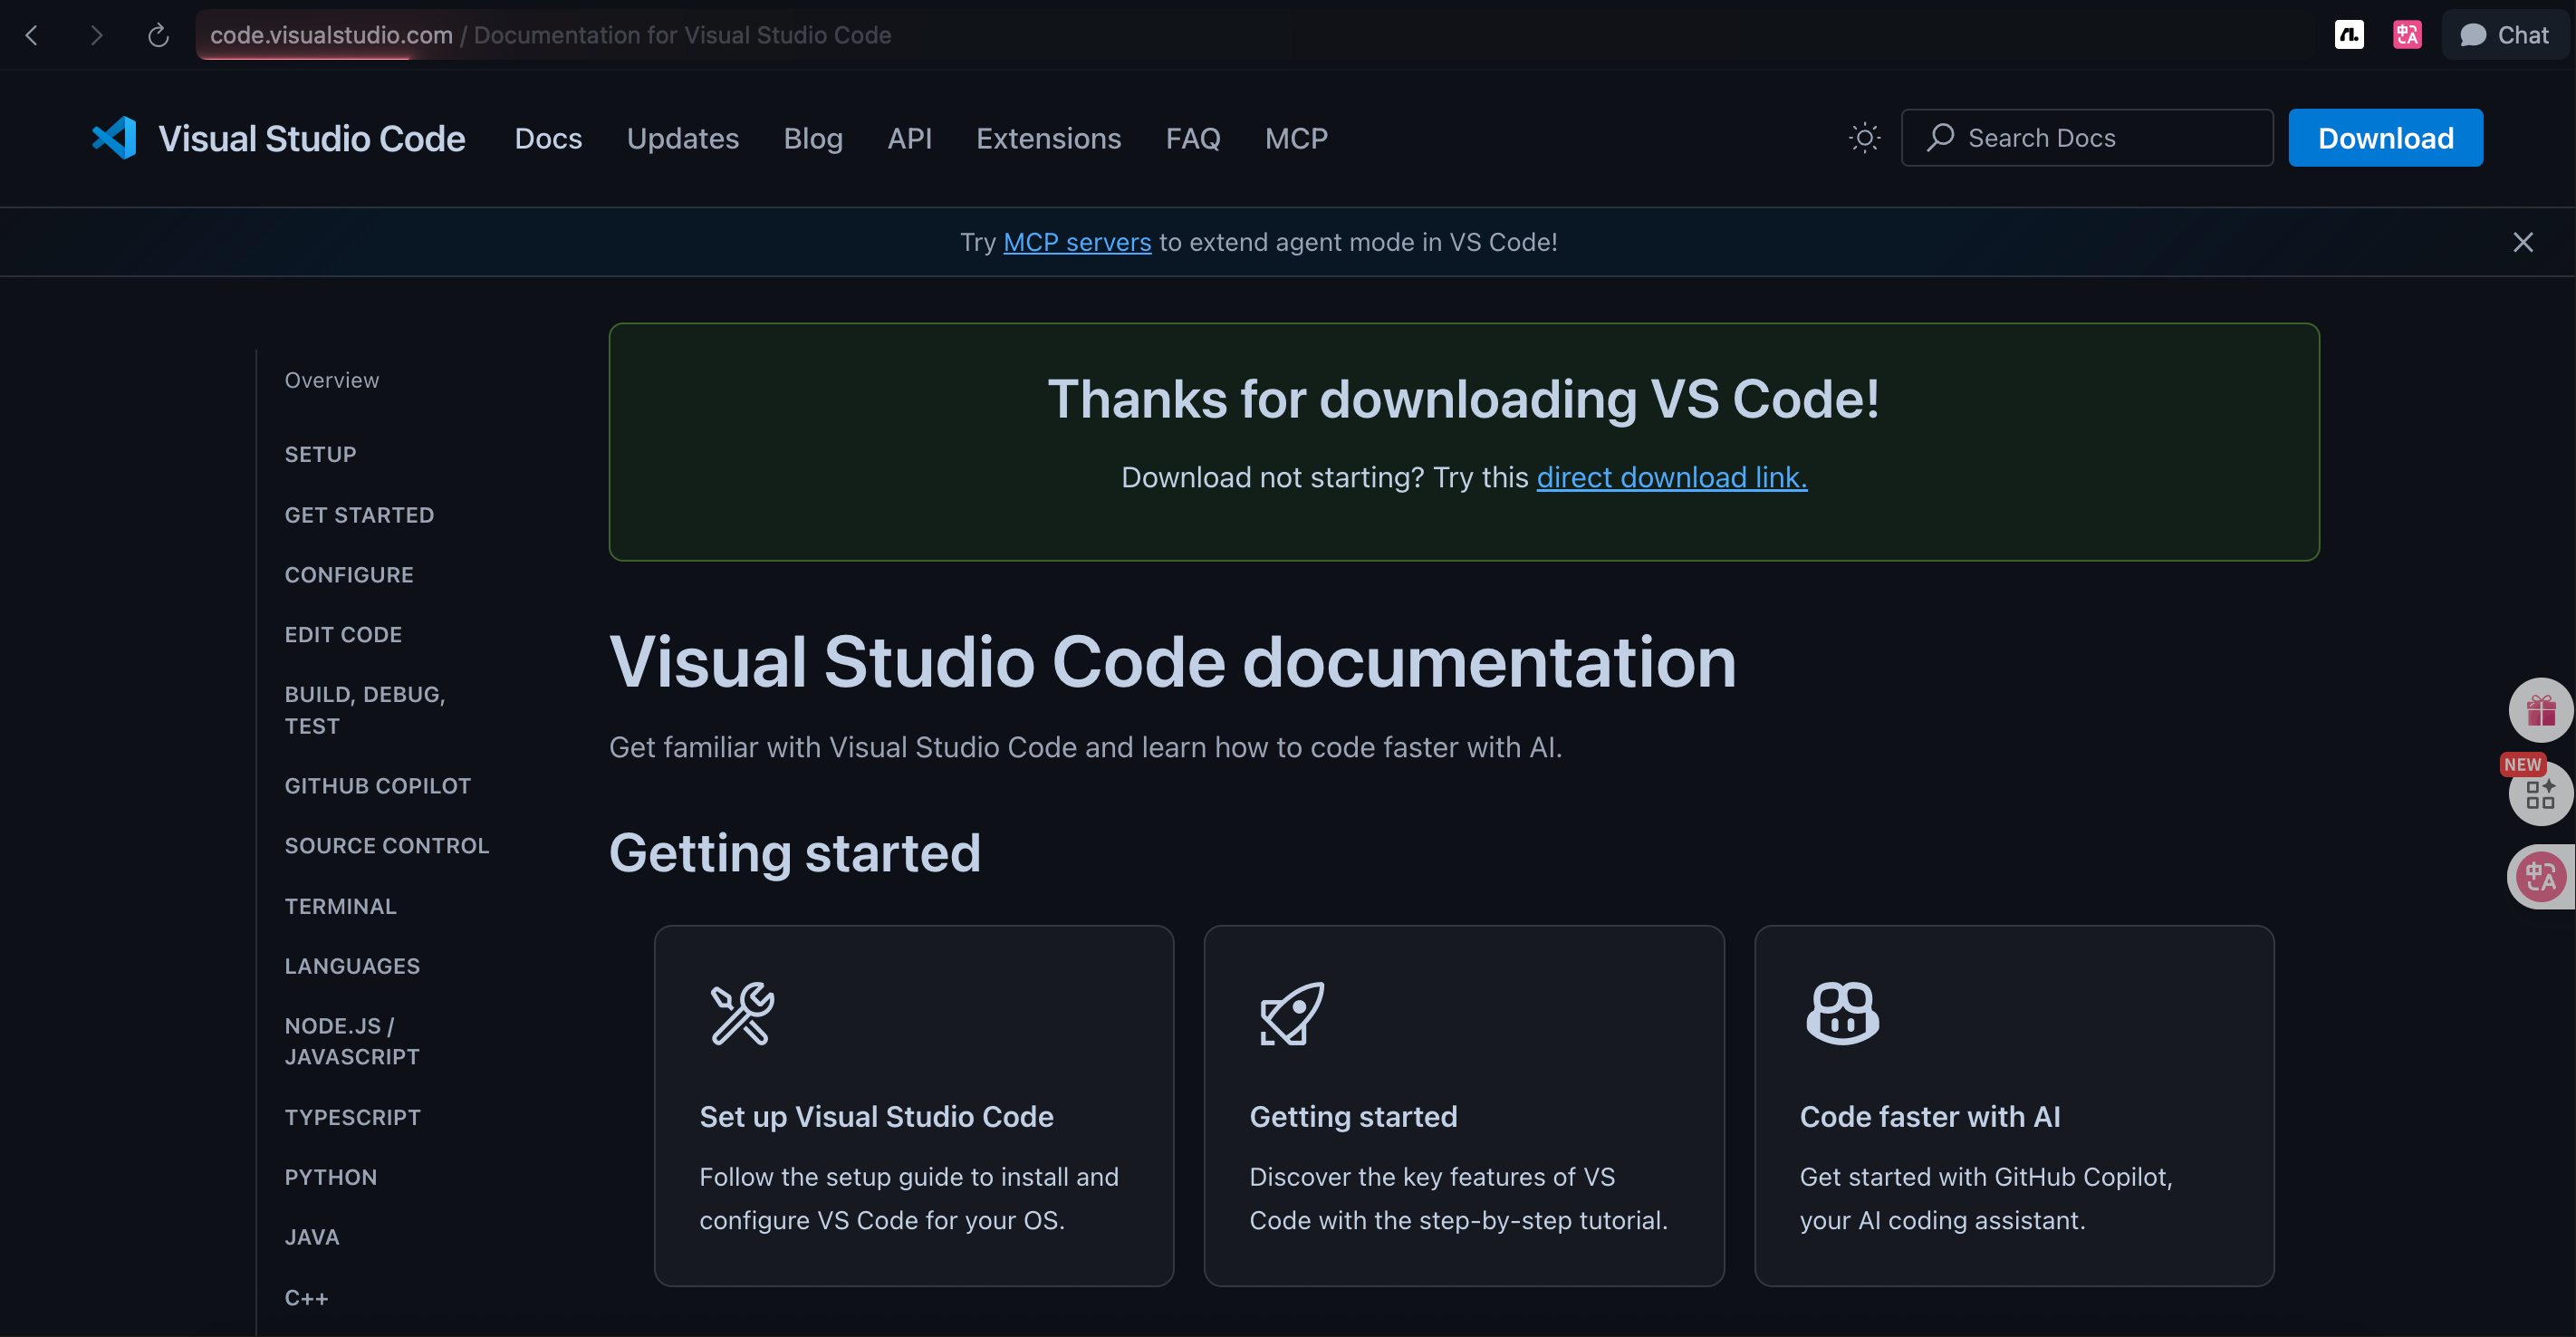 code.visualstudio.com / Documentation for Visual Studio Code
Chat
Visual Studio Code
Docs
Updates
Blog
API
Extensions
FAQ
MCP
Search Docs
Download
Try MCP servers to extend agent mode in VS Code!
Overview
SETUP
GET STARTED
CONFIGURE
EDIT CODE
BUILD, DEBUG,
TEST
GITHUB COPILOT
SOURCE CONTROL
TERMINAL
LANGUAGES
NODE.JS /
JAVASCRIPT
TYPESCRIPT
PYTHON
JAVA
C++
Thanks for downloading VS Code!
Download not starting? Try this direct download link.
Visual Studio Code documentation
Get familiar with Visual Studio Code and learn how to code faster with AI.
Getting started
Set up Visual Studio Code
Follow the setup guide to install and
configure VS Code for your OS.
Getting started
Discover the key features of VS
Code with the step-by-step tutorial.
Code faster with AI
Get started with GitHub Copilot,
your AI coding assistant.
NEW
中A